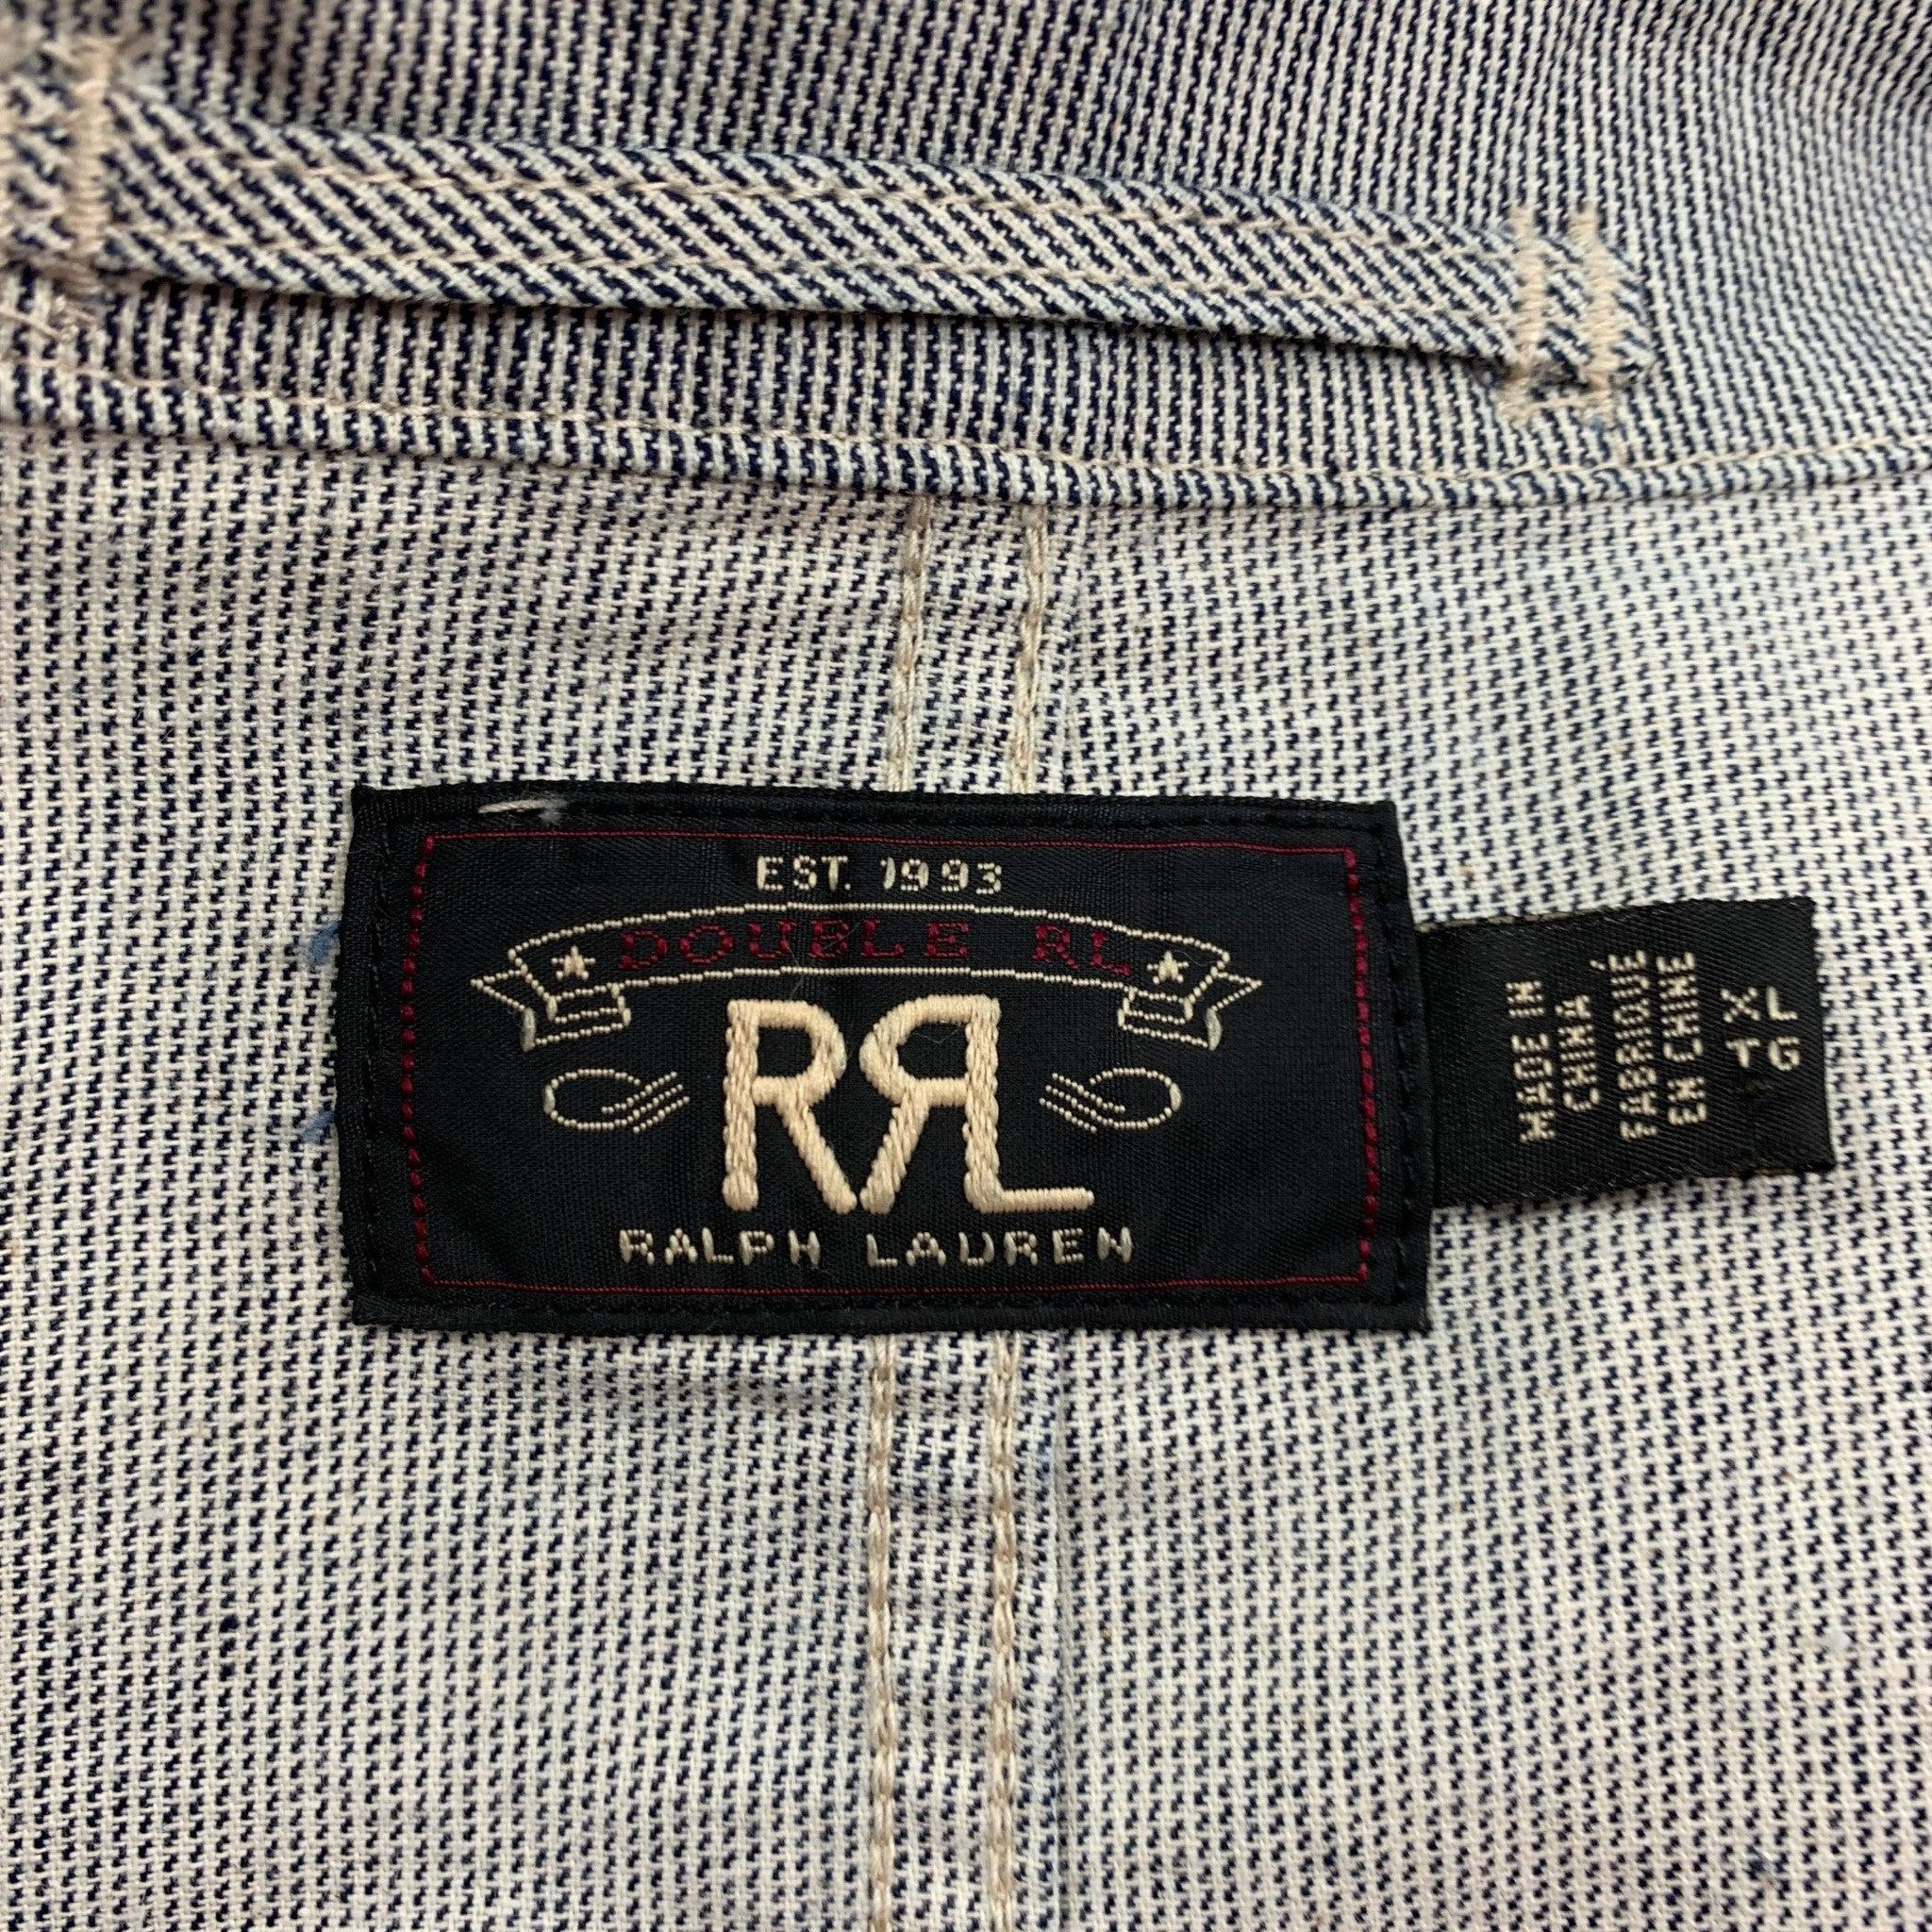 EST. 1993
DOUBLE RL
RRL
RALPH LAUREN
MADE IN
CHINA
FABRIQUÉ
EN CHINE
XL
TG